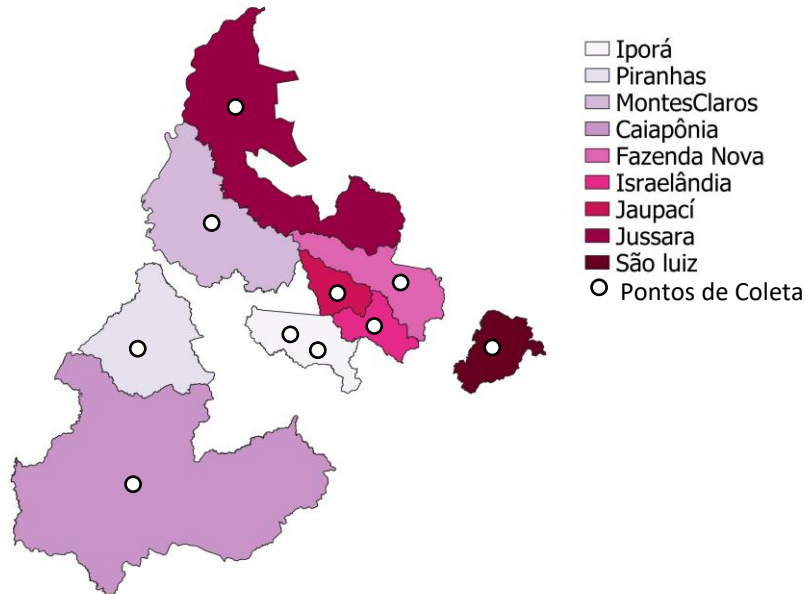 Iporá
Piranhas
MontesClaros
Caiapônia
Fazenda Nova
Israelândia
Jaupací
Jussara
São luiz
Pontos de Coleta